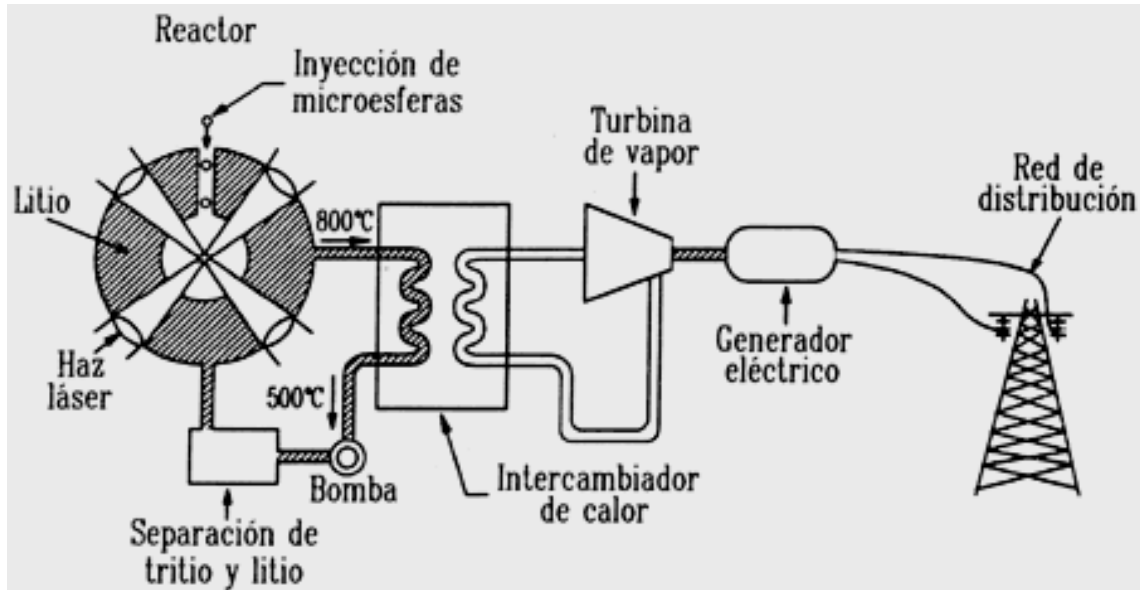 Reactor
Inyección de
microesferas
Litio
Haz
láser
800°C
500°C
Bomba
Separación de
tritio y litio
Intercambiador
de calor
Turbina
de vapor
Generador
eléctrico
Red de
distribución